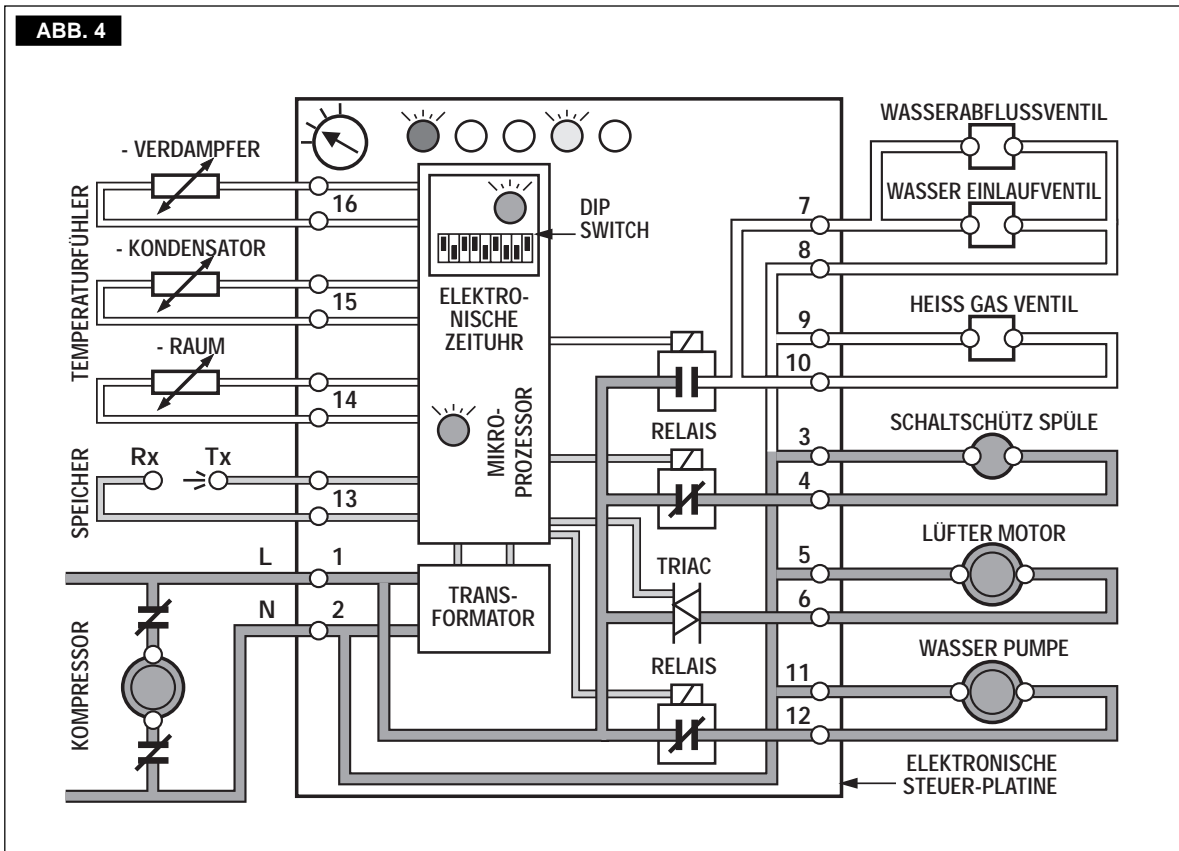 ABB. 4
TEMPERATURFÜHLER
- VERDAMPFER
16
- KONDENSATOR
15
- RAUM
14
SPEICHER
Rx
Tx
13
L
1
N
2
KOMPRESSOR
DIP
SWITCH
ELEKTRO-
NISCHE
ZEITUHR
MIKRO-
PROZESSOR
TRANS-
FORMATOR
RELAIS
TRIAC
RELAIS
7
8
9
10
3
4
5
6
11
12
WASSERABFLUSSVENTIL
WASSER EINLAUFVENTIL
HEISS GAS VENTIL
SCHALTSCHÜTZ SPÜLE
LÜFTER MOTOR
WASSER PUMPE
ELEKTRONISCHE
STEUER-PLATINE